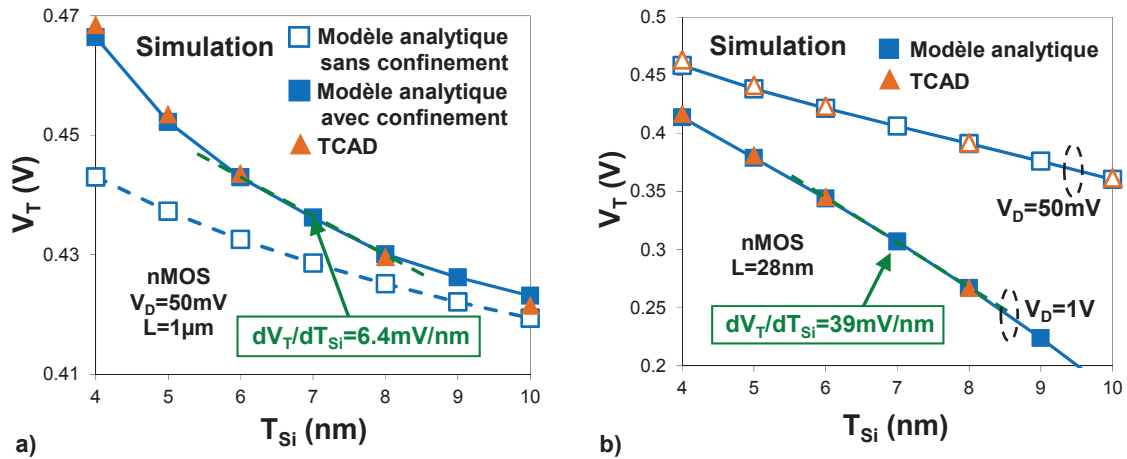 Simulation
Modèle analytique
sans confinement
Modèle analytique
avec confinement
TCAD
0.47
0.45
0.43
0.41
V_T (V)
nMOS
V_D=50mV
L=1µm
dV_T/dT_Si=6.4mV/nm
4 5 6 7 8 9 10
T_Si (nm)
a)
Simulation
Modèle analytique
TCAD
0.5
0.45
0.4
0.35
0.3
0.25
0.2
V_T (V)
V_D=50mV
nMOS
L=28nm
V_D=1V
dV_T/dT_Si=39mV/nm
4 5 6 7 8 9 10
T_Si (nm)
b)